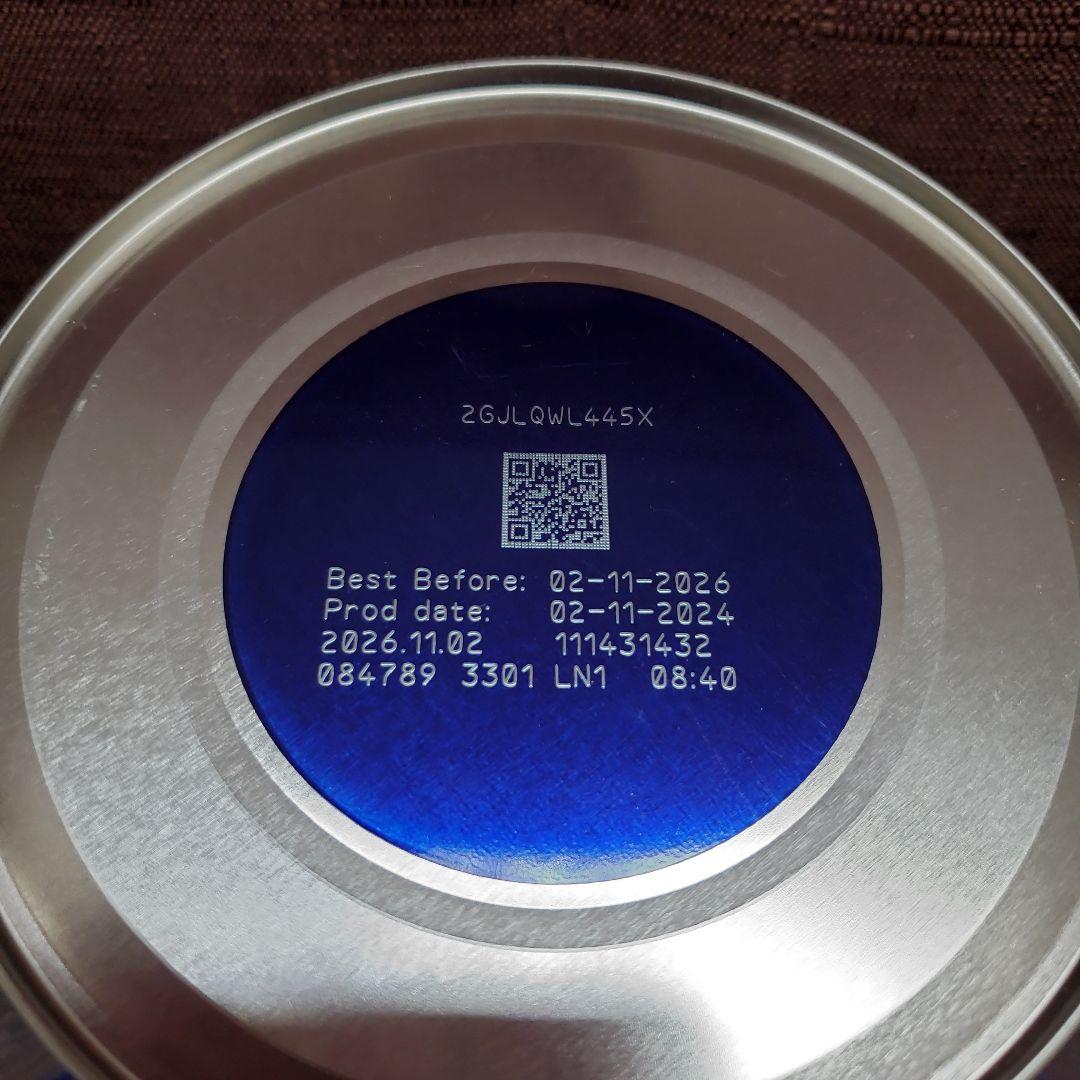 2GJLQWL445X
Best Before: 02-11-2026
Prod date: 02-11-2024
2026.11.02 111431432
084789 3301 LN1 08:40